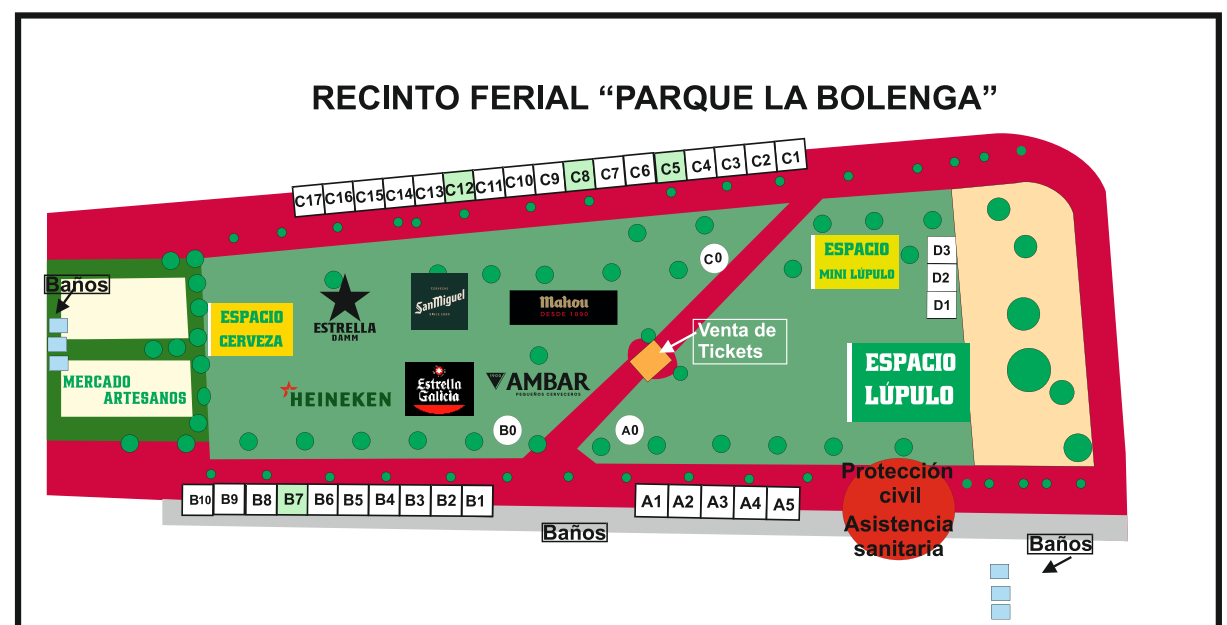 RECINTO FERIAL “PARQUE LA BOLENGA”
C17 C16 C15 C14 C13 C12 C11 C10 C9 C8 C7 C6 C5 C4 C3 C2 C1
C0
ESPACIO
MINI LÚPULO
D3
D2
D1
Baños
ESPACIO
CERVEZA
ESTRELLA
DAMM
CERVEZAS
San Miguel
Mahou
DESDE 1890
Venta de
Tickets
ESPACIO
LÚPULO
MERCADO
ARTESANOS
HEINEKEN
Estrella
Galicia
1900
AMBAR
PEQUEÑOS CERVECEROS
B0
A0
B10 B9 B8 B7 B6 B5 B4 B3 B2 B1
A1 A2 A3 A4 A5
Protección
civil
Asistencia
sanitaria
Baños
Baños